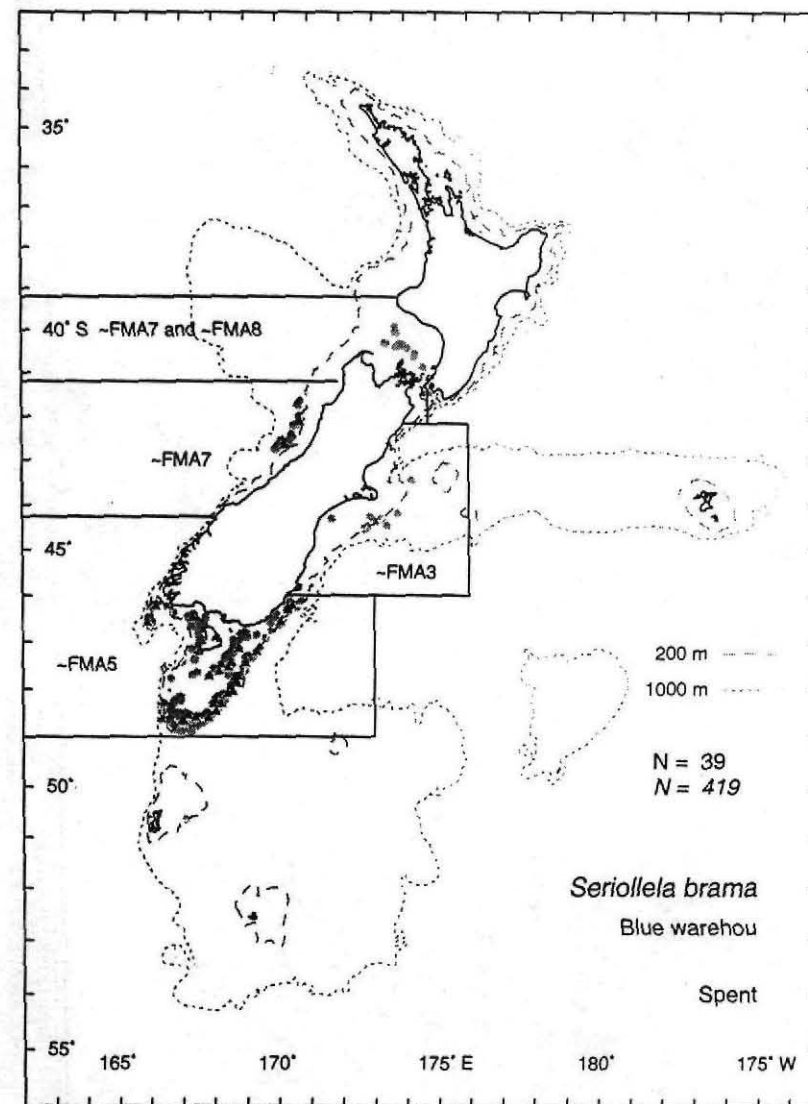 35°
40° S ~FMA7 and ~FMA8
~FMA7
45°
~FMA3
~FMA5
200 m
1000 m
N = 39
N = 419
50°
Seriollela brama
Blue warehou
Spent
55°
165° 170° 175° E 180° 175° W